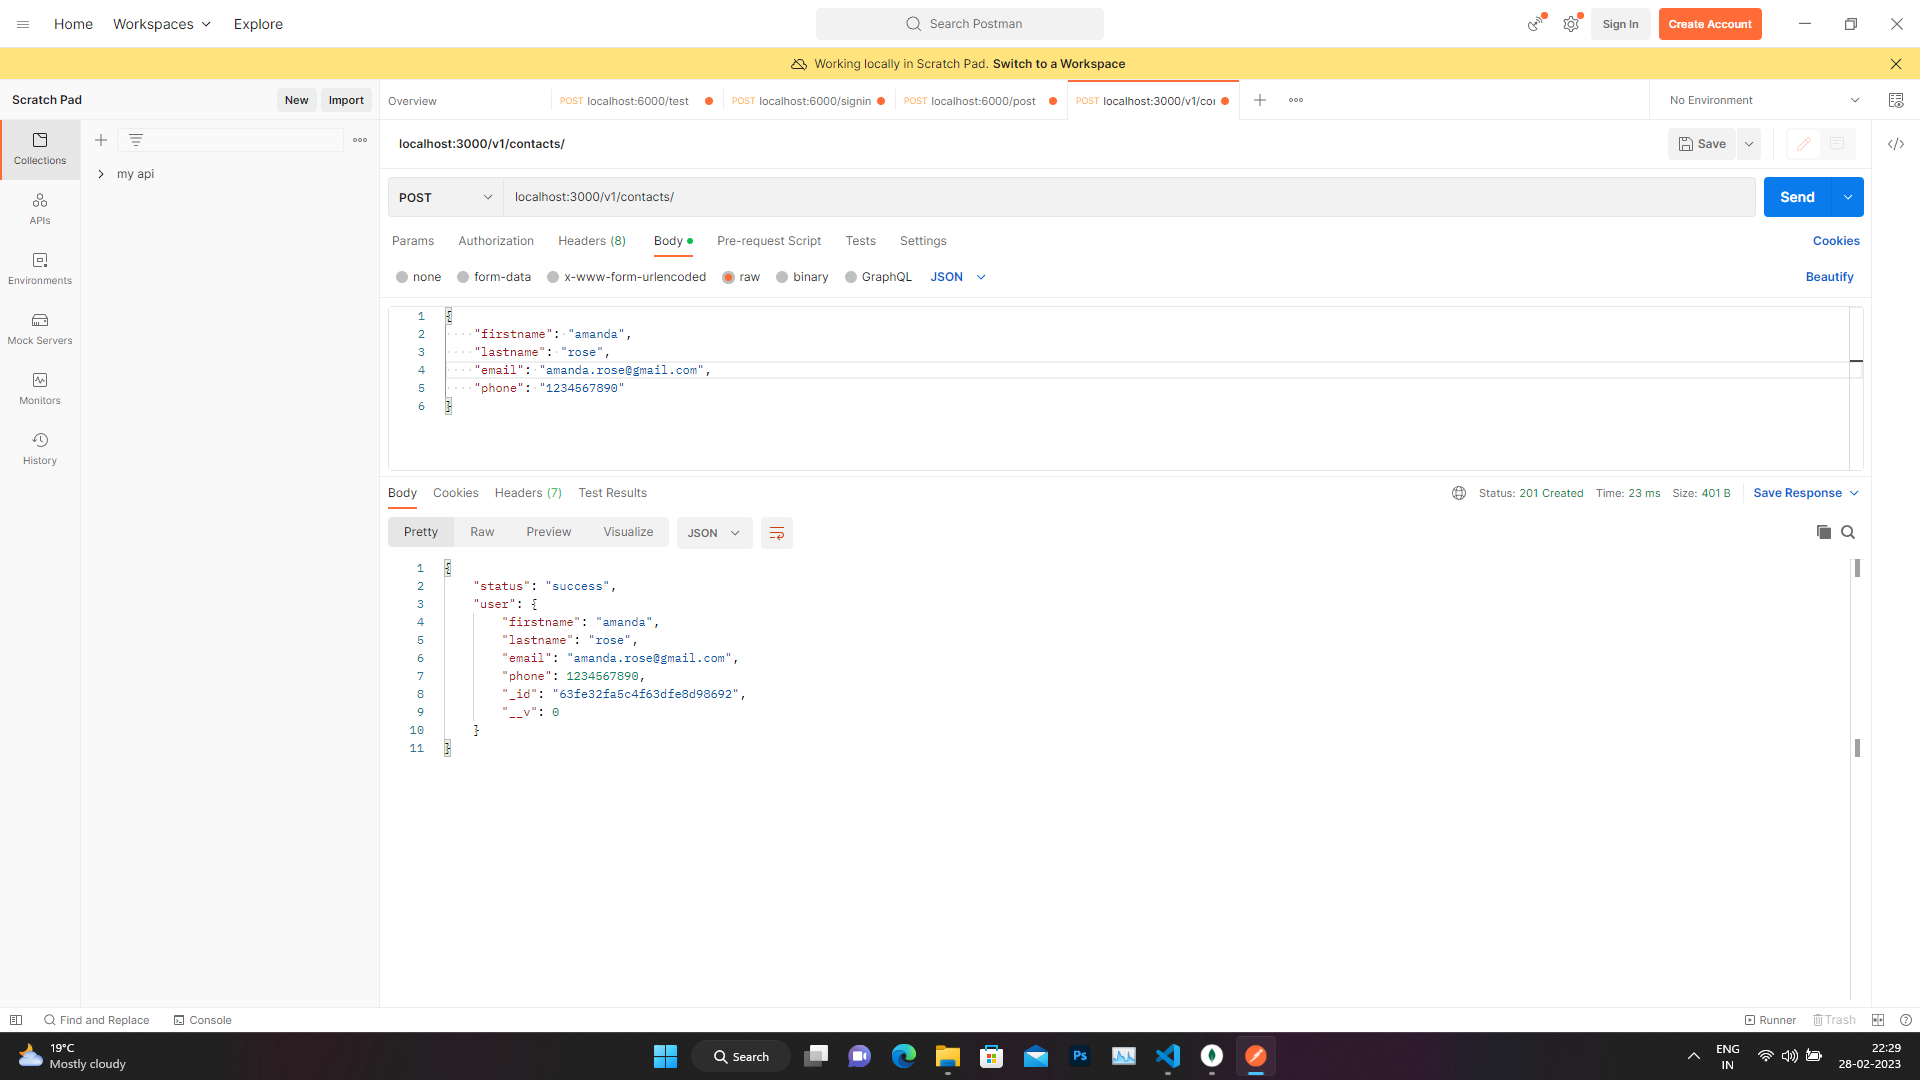 Home Workspaces Explore Search Postman Sign In Create Account
Working locally in Scratch Pad. Switch to a Workspace
Scratch Pad New Import Overview POST localhost:6000/test POST localhost:6000/signin POST localhost:6000/post POST localhost:3000/v1/con No Environment
Collections
my api
APIs
Environments
Mock Servers
Monitors
History
localhost:3000/v1/contacts/ Save
POST localhost:3000/v1/contacts/ Send
Params Authorization Headers (8) Body Pre-request Script Tests Settings Cookies
none form-data x-www-form-urlencoded raw binary GraphQL JSON Beautify
1 {
2 "firstname": "amanda",
3 "lastname": "rose",
4 "email": "amanda.rose@gmail.com",
5 "phone": "1234567890"
6 }
Body Cookies Headers (7) Test Results Status: 201 Created Time: 23 ms Size: 401 B Save Response
Pretty Raw Preview Visualize JSON
1 {
2 "status": "success",
3 "user": {
4 "firstname": "amanda",
5 "lastname": "rose",
6 "email": "amanda.rose@gmail.com",
7 "phone": 1234567890,
8 "_id": "63fe32fa5c4f63dfe8d98692",
9 "__v": 0
10 }
11 }
Find and Replace Console Runner Trash
19°C
Mostly cloudy
Search
Ps
ENG
IN
22:29
28-02-2023